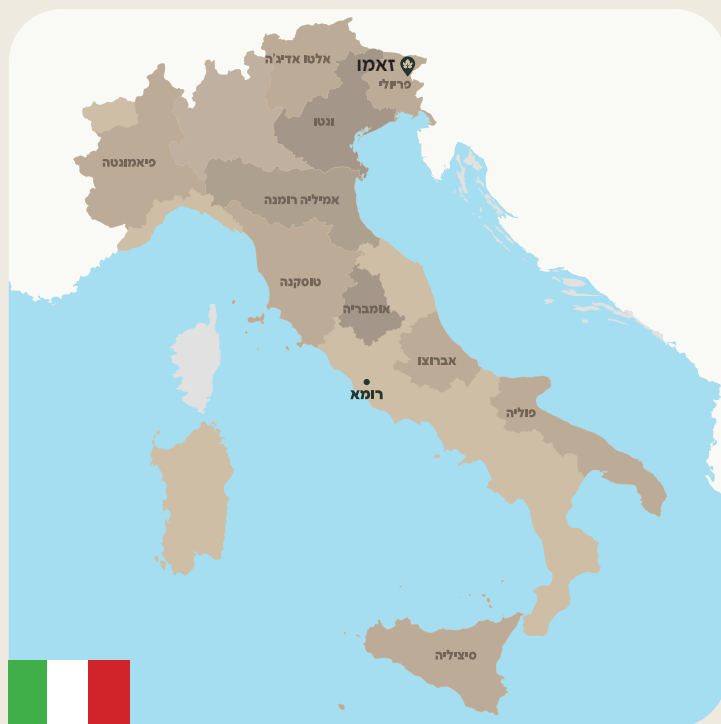 אלטו אדיג'ה
זאמו
פריולי
ונטו
פיאמונטה
אמיליה רומנה
טוסקנה
אומבריה
אברוצו
רומא
פוליה
סיציליה